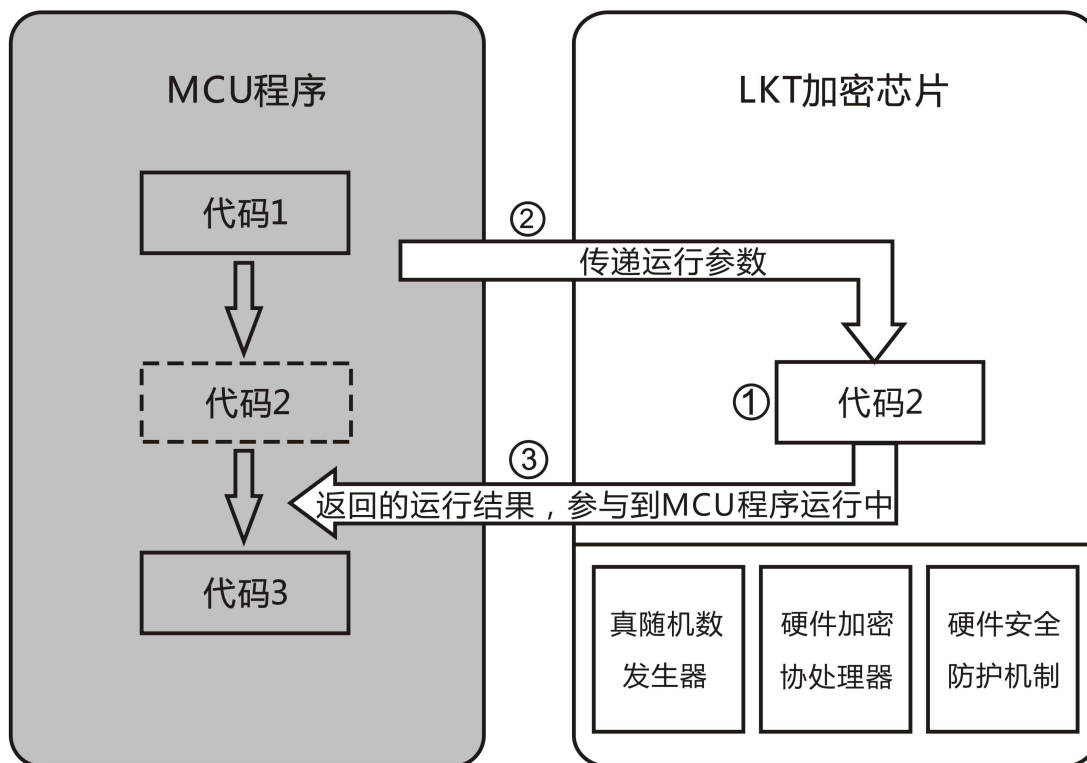 MCU程序
LKT加密芯片
代码1
②
传递运行参数
代码2
①
代码2
③
返回的运行结果，参与到MCU程序运行中
代码3
真随机数
发生器
硬件加密
协处理器
硬件安全
防护机制